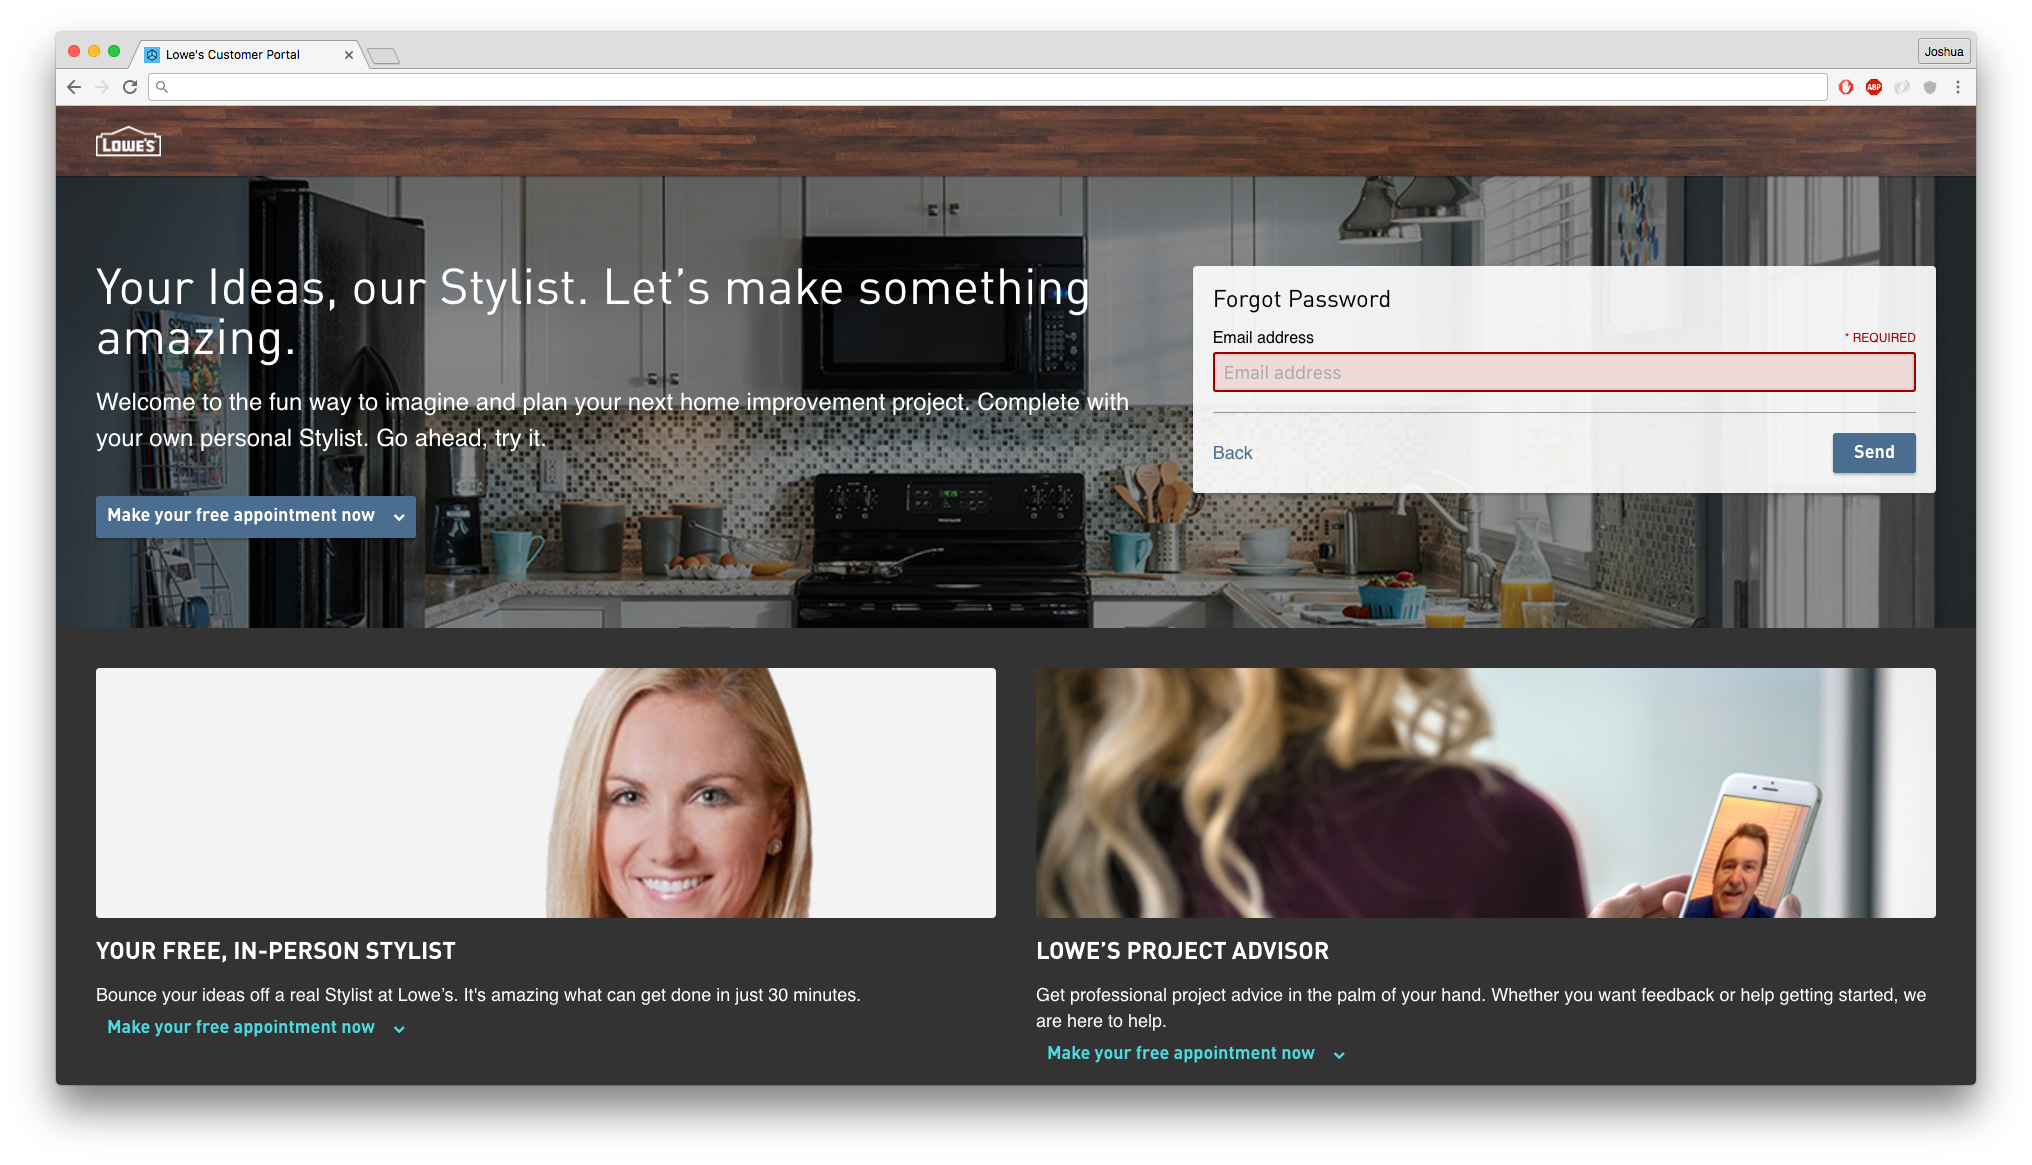 Lowe's Customer Portal
Joshua
ABP
LOWE'S
Your Ideas, our Stylist. Let’s make something
amazing.
Welcome to the fun way to imagine and plan your next home improvement project. Complete with
your own personal Stylist. Go ahead, try it.
Make your free appointment now
Forgot Password
Email address
* REQUIRED
Email address
Back
Send
YOUR FREE, IN-PERSON STYLIST
Bounce your ideas off a real Stylist at Lowe’s. It's amazing what can get done in just 30 minutes.
Make your free appointment now
LOWE’S PROJECT ADVISOR
Get professional project advice in the palm of your hand. Whether you want feedback or help getting started, we
are here to help.
Make your free appointment now